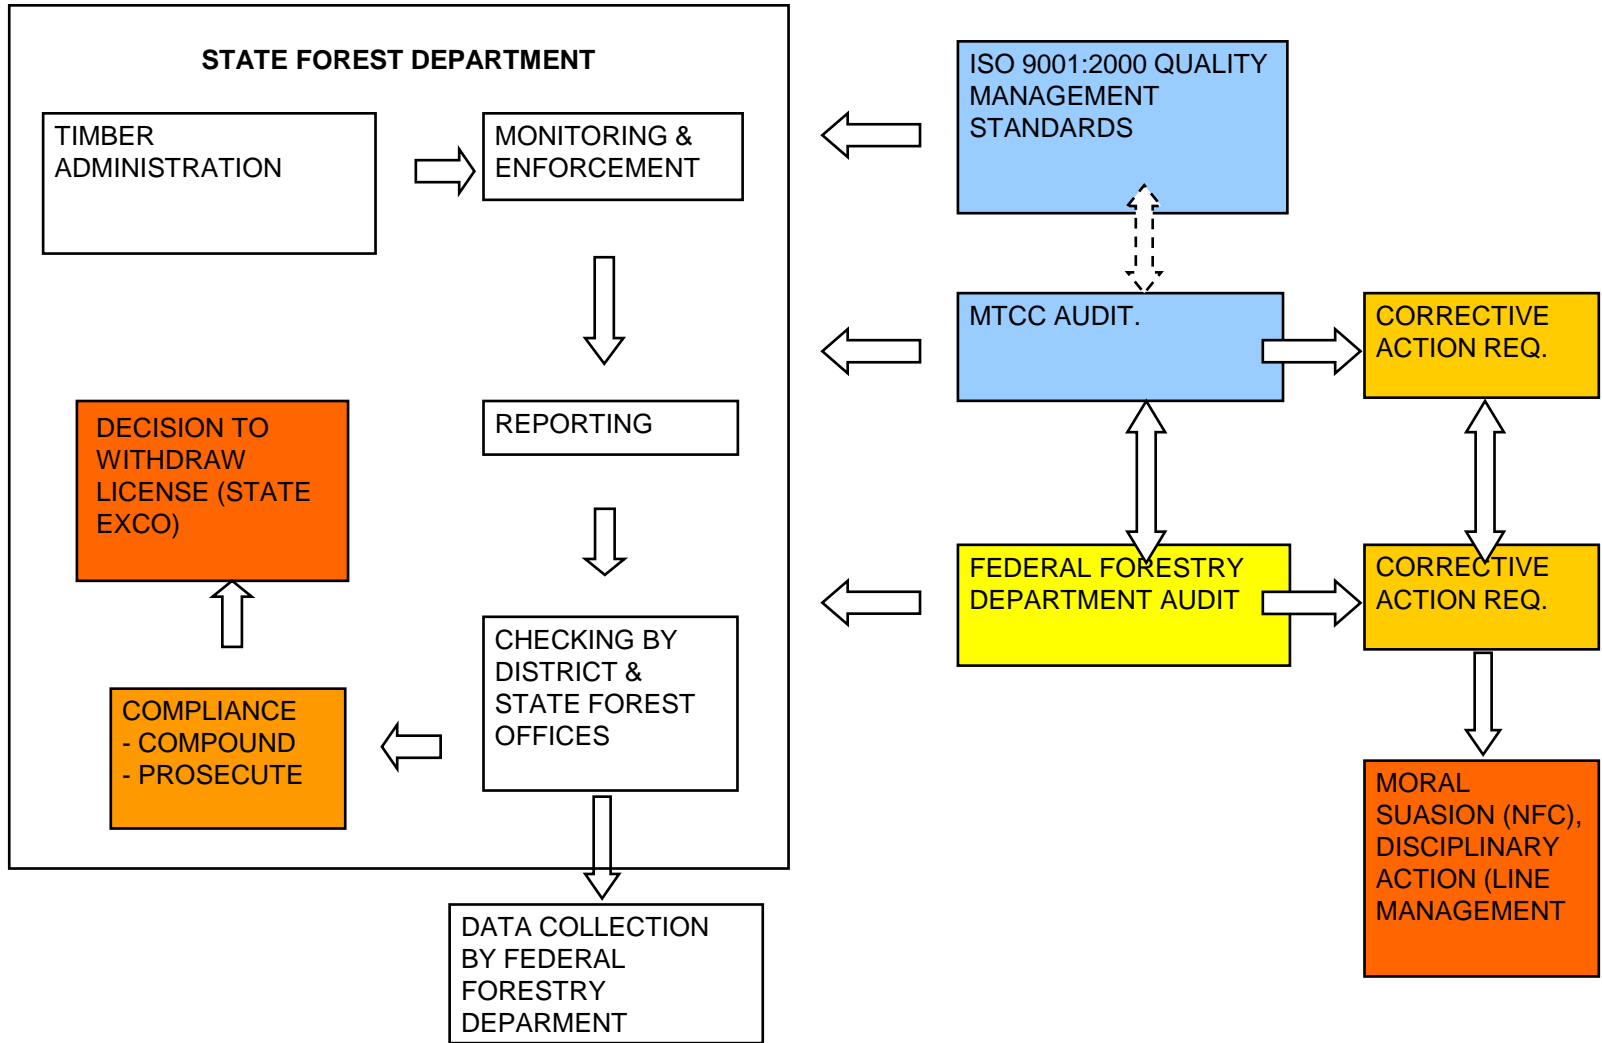 STATE FOREST DEPARTMENT
TIMBER
ADMINISTRATION
MONITORING &
ENFORCEMENT
REPORTING
DECISION TO
WITHDRAW
LICENSE (STATE
EXCO)
CHECKING BY
DISTRICT &
STATE FOREST
OFFICES
COMPLIANCE
- COMPOUND
- PROSECUTE
DATA COLLECTION
BY FEDERAL
FORESTRY
DEPARMENT
ISO 9001:2000 QUALITY
MANAGEMENT
STANDARDS
MTCC AUDIT.
CORRECTIVE
ACTION REQ.
FEDERAL FORESTRY
DEPARTMENT AUDIT
CORRECTIVE
ACTION REQ.
MORAL
SUASION (NFC),
DISCIPLINARY
ACTION (LINE
MANAGEMENT